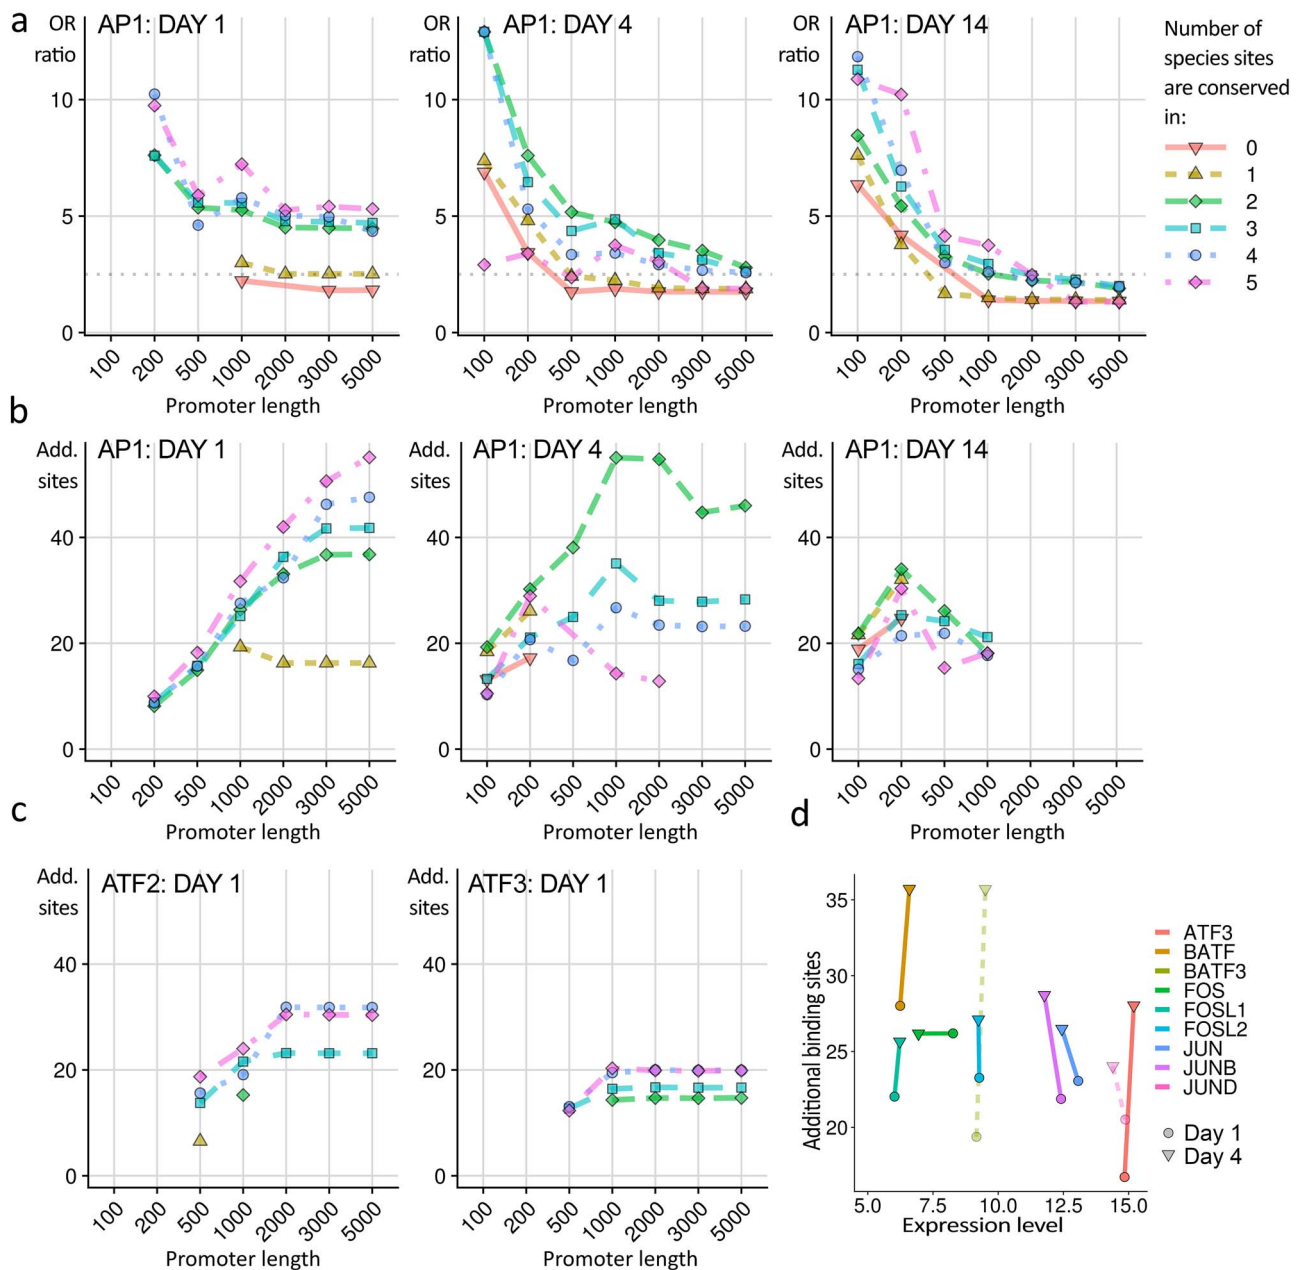 a
OR
ratio
AP1: DAY 1
AP1: DAY 4
OR
ratio
AP1: DAY 14
Number of
species sites
are conserved
in:
0
1
2
3
4
5
10
5
0
10
5
0
10
5
0
100 200 500 1000 2000 3000 5000
100 200 500 1000 2000 3000 5000
100 200 500 1000 2000 3000 5000
Promoter length
Promoter length
Promoter length
OR
ratio
b
Add.
sites
AP1: DAY 1
Add.
sites
AP1: DAY 4
Add.
sites
AP1: DAY 14
40
20
0
40
20
0
40
20
0
100 200 500 1000 2000 3000 5000
100 200 500 1000 2000 3000 5000
100 200 500 1000 2000 3000 5000
Promoter length
Promoter length
Promoter length
c
Add.
sites
ATF2: DAY 1
Add.
sites
ATF3: DAY 1
40
20
0
40
20
0
100 200 500 1000 2000 3000 5000
100 200 500 1000 2000 3000 5000
Promoter length
Promoter length
d
Additional binding sites
35
30
25
20
5.0 7.5 10.0 12.5 15.0
Expression level
ATF3
BATF
BATF3
FOS
FOSL1
FOSL2
JUN
JUNB
JUND
Day 1
Day 4